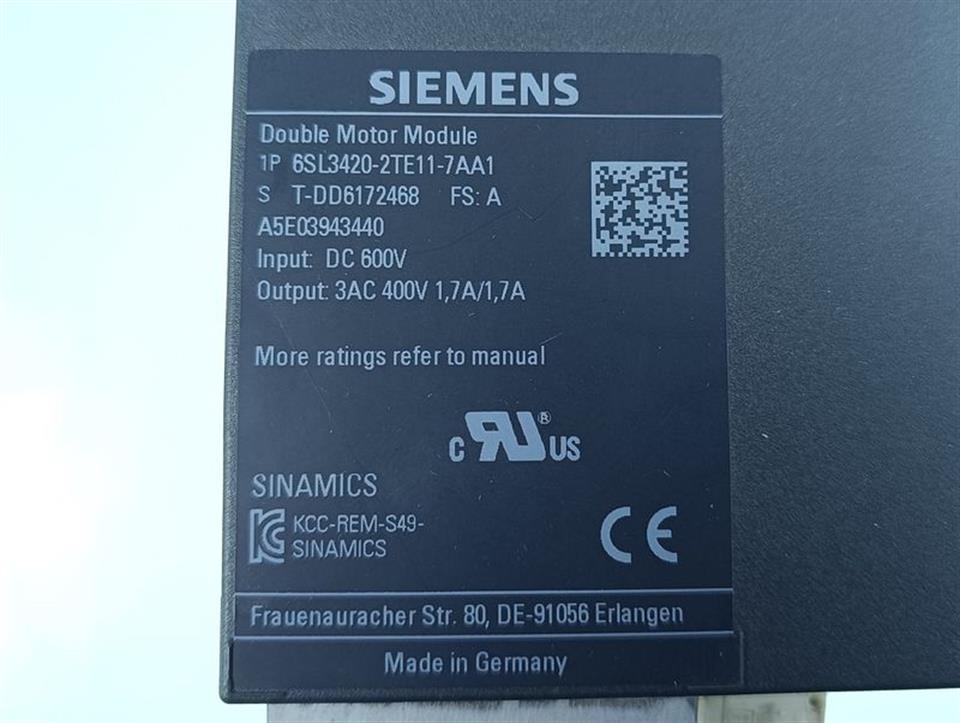 SIEMENS
Double Motor Module
1P 6SL3420-2TE11-7AA1
S T-DD6172468 FS: A
A5E03943440
Input: DC 600V
Output: 3AC 400V 1,7A/1,7A
More ratings refer to manual
c RU ® US
SINAMICS
KC KCC-REM-S49-
SINAMICS
CE
Frauenauracher Str. 80, DE-91056 Erlangen
Made in Germany